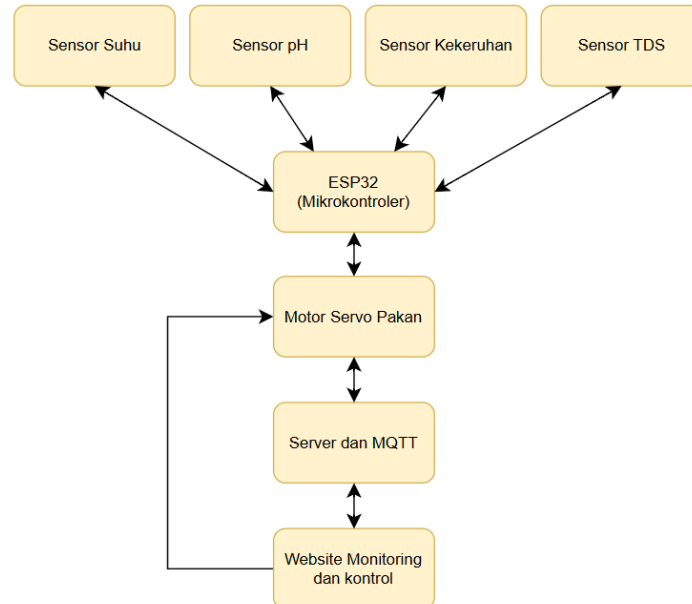 Sensor Suhu
Sensor pH
Sensor Kekeruhan
Sensor TDS
ESP32
(Mikrokontroler)
Motor Servo Pakan
Server dan MQTT
Website Monitoring
dan kontrol